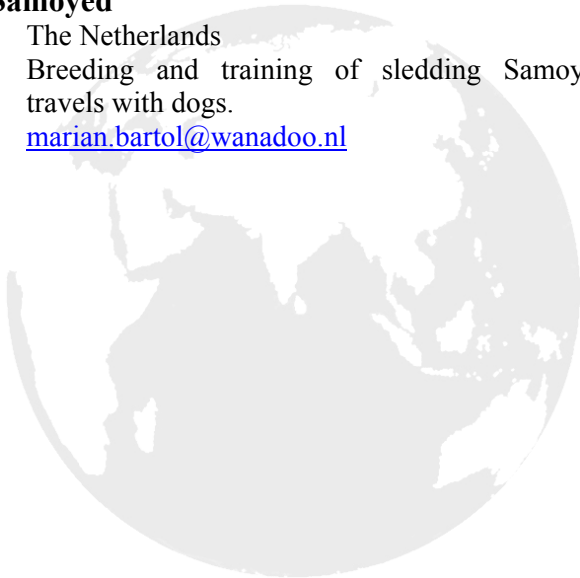 Samoyed
The Netherlands
Breeding and training of sledding Samoy
travels with dogs.
marian.bartol@wanadoo.nl